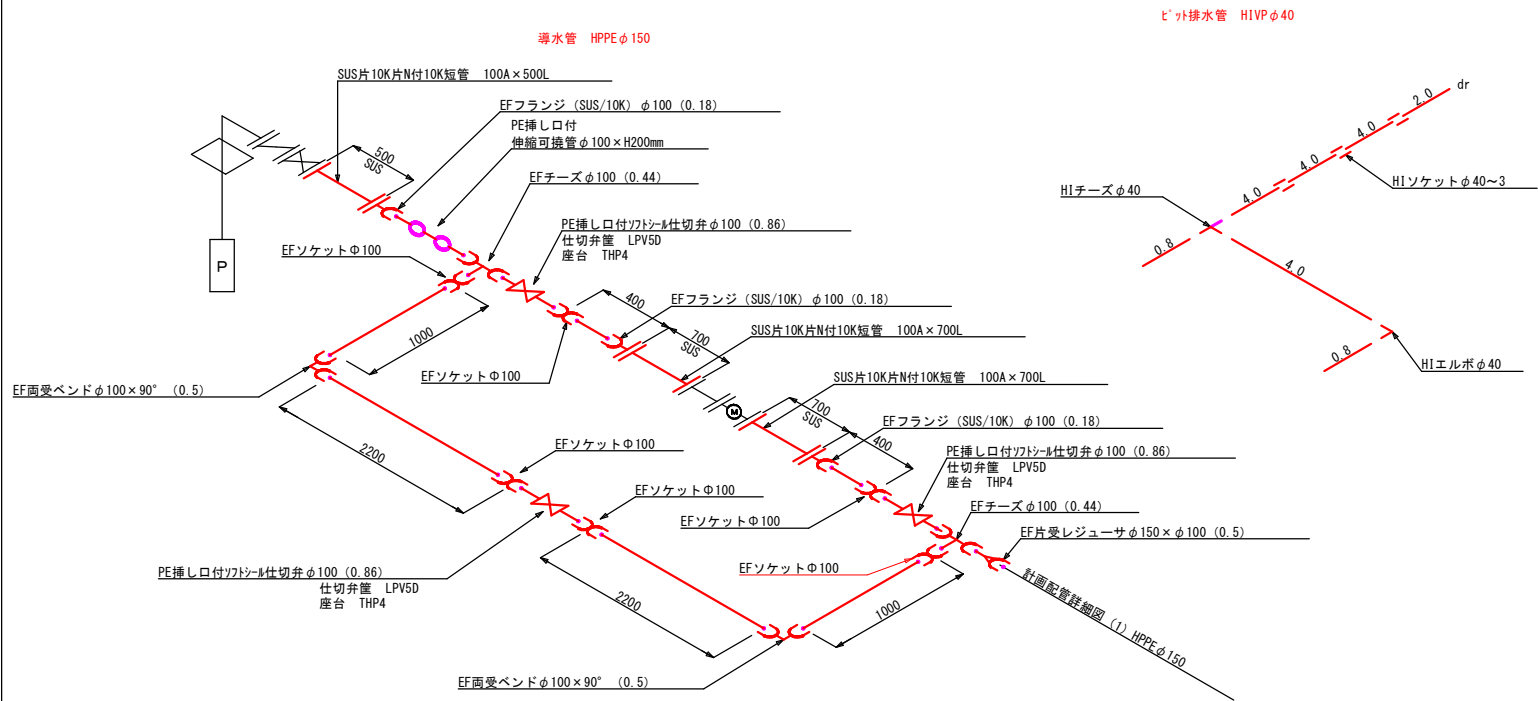 ﾋﾟｯﾄ排水管 HIVPφ40
導水管 HPPEφ150
SUS片10K片N付10K短管 100A×500L
EFフランジ (SUS/10K) φ100 (0.18)
PE挿し口付
伸縮可撓管φ100×H200mm
EFチーズφ100 (0.44)
PE挿し口付ｿﾌﾄｼｰﾙ仕切弁φ100 (0.86)
仕切弁筐 LPV5D
座台 THP4
500
SUS
P
EFソケットΦ100
1000
400
EFフランジ (SUS/10K) φ100 (0.18)
700
SUS
SUS片10K片N付10K短管 100A×700L
EFソケットΦ100
EF両受ベンドφ100×90° (0.5)
SUS片10K片N付10K短管 100A×700L
M
700
SUS
EFフランジ (SUS/10K) φ100 (0.18)
400
PE挿し口付ｿﾌﾄｼｰﾙ仕切弁φ100 (0.86)
仕切弁筐 LPV5D
座台 THP4
2200
EFソケットΦ100
EFソケットΦ100
EFソケットΦ100
EFチーズφ100 (0.44)
EF片受レジューサφ150×φ100 (0.5)
EFソケットΦ100
PE挿し口付ｿﾌﾄｼｰﾙ仕切弁φ100 (0.86)
仕切弁筐 LPV5D
座台 THP4
2200
1000
計画配管詳細図 (1) HPPEφ150
EF両受ベンドφ100×90° (0.5)
dr
2.0
4.0
4.0
4.0
HIソケットφ40～3
HIチーズφ40
0.8
4.0
0.8
HIエルボφ40